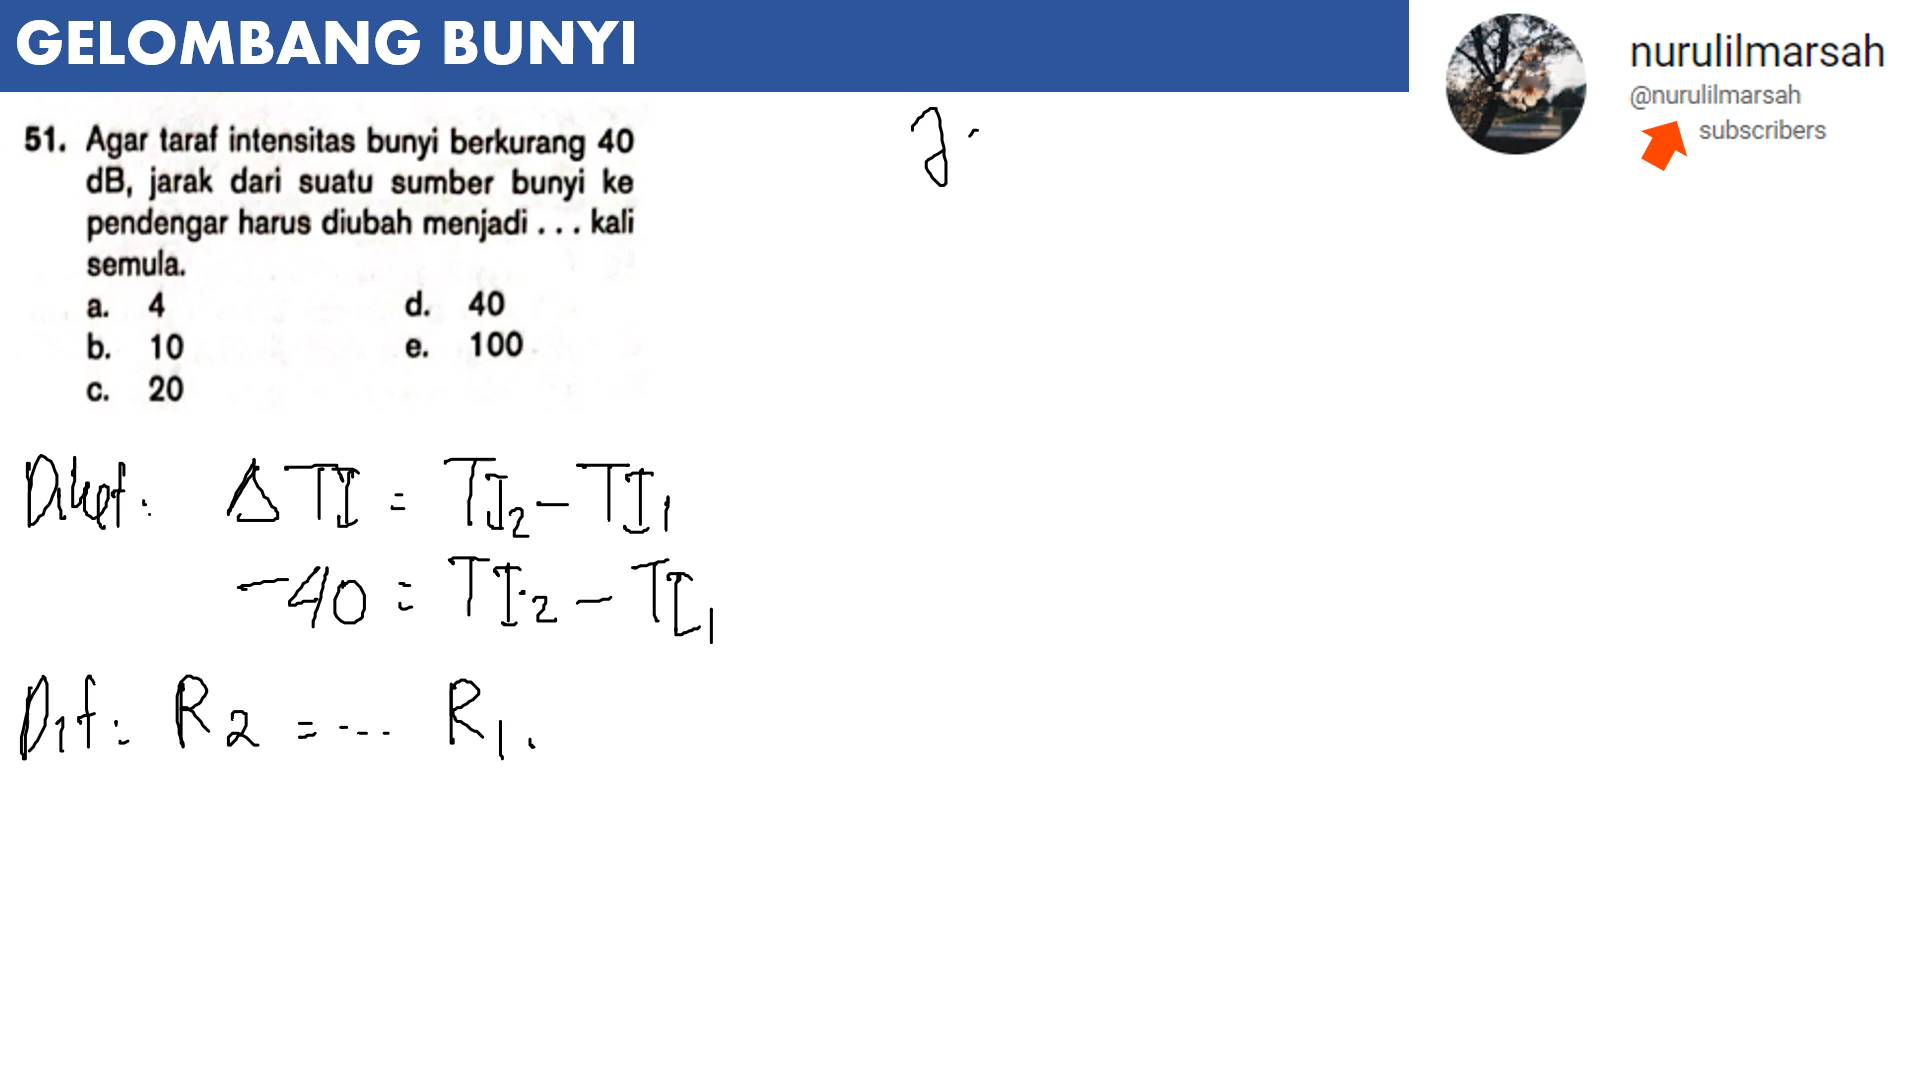 GELOMBANG BUNYI
nurulilmarsah
@nurulilmarsah
subscribers
51. Agar taraf intensitas bunyi berkurang 40
dB, jarak dari suatu sumber bunyi ke
pendengar harus diubah menjadi . . . kali
semula.
a. 4 d. 40
b. 10 e. 100
c. 20
Diket: ΔTI = TI₂ - TI₁
-40 = TI₂ - TI₁
Dit: R₂ = .... R₁.